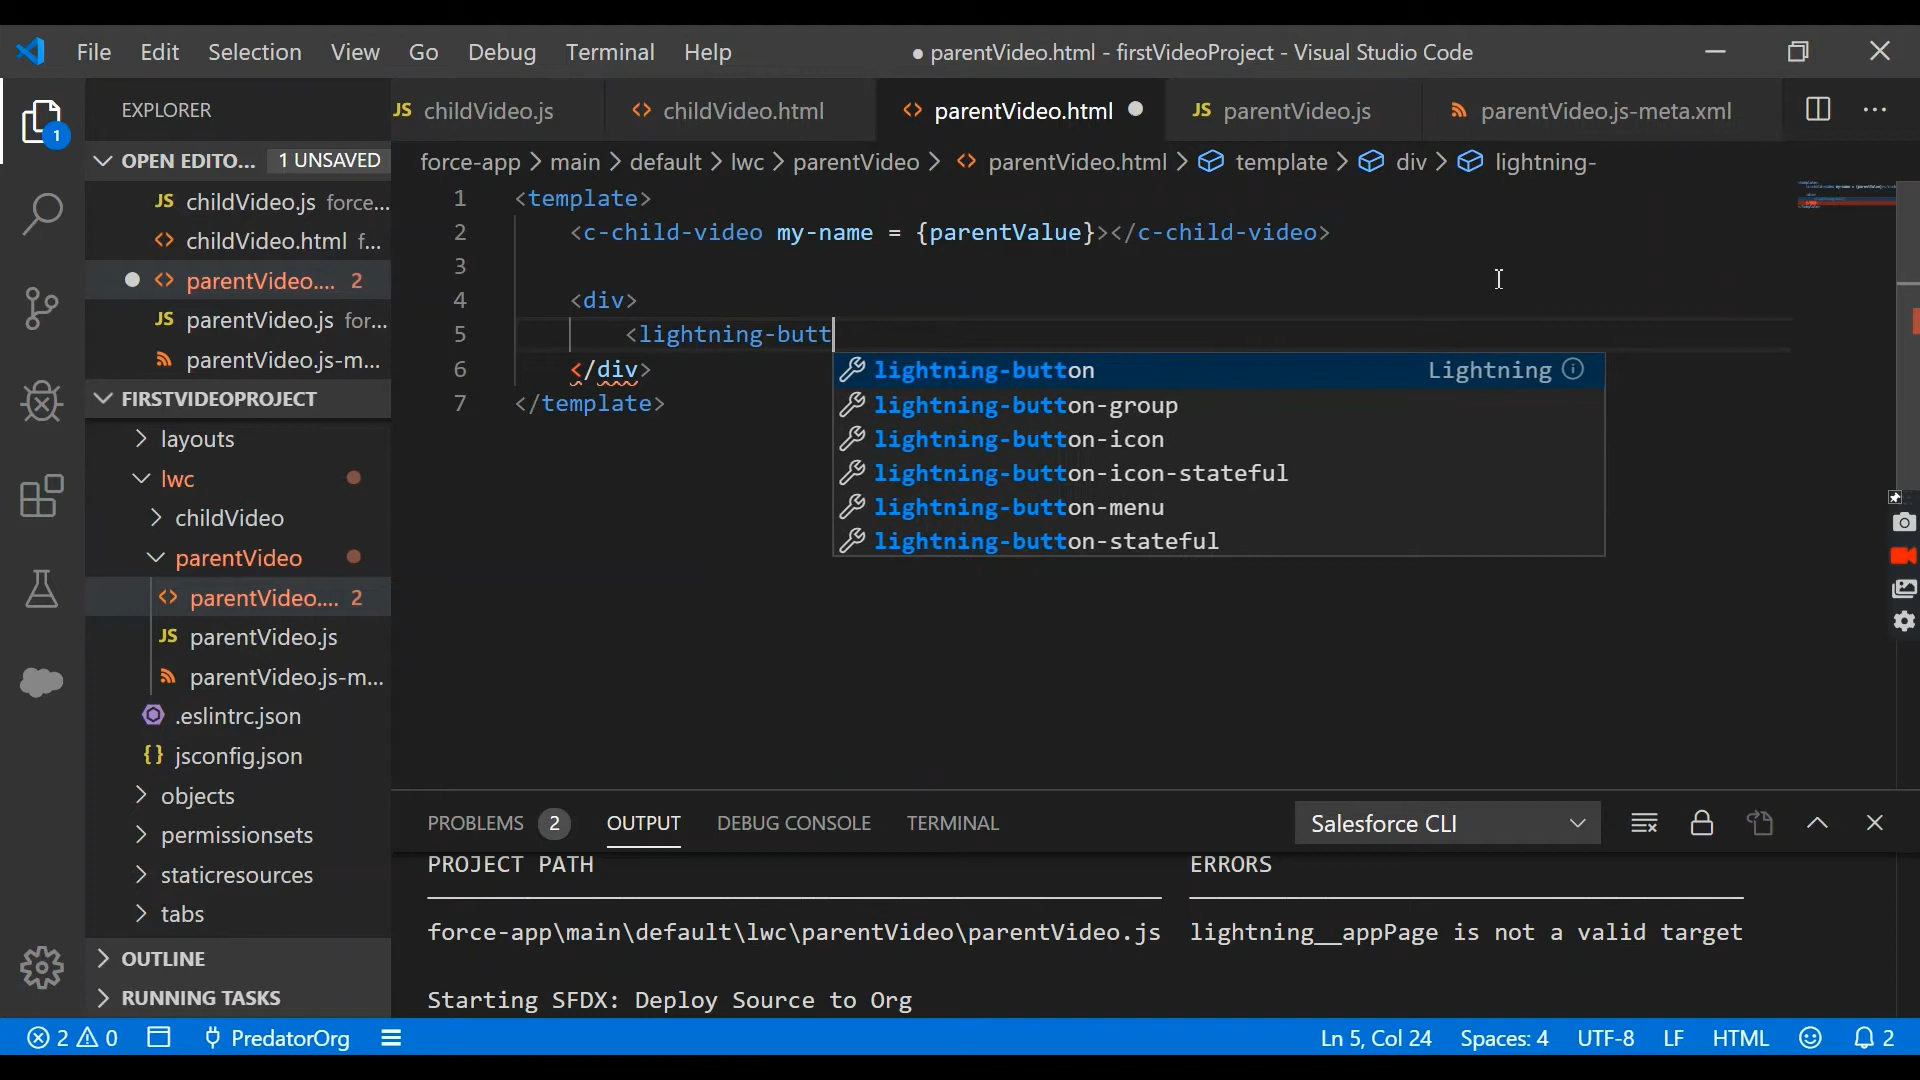 File Edit Selection View Go Debug Terminal Help
● parentVideo.html - firstVideoProject - Visual Studio Code
EXPLORER
JS childVideo.js
<> childVideo.html
<> parentVideo.html ●
JS parentVideo.js
parentVideo.js-meta.xml
1
OPEN EDITO... 1 UNSAVED
JS childVideo.js force...
<> childVideo.html f...
<> parentVideo.... 2
JS parentVideo.js for...
parentVideo.js-m...
FIRSTVIDEOPROJECT
layouts
lwc
childVideo
parentVideo
<> parentVideo.... 2
JS parentVideo.js
parentVideo.js-m...
.eslintrc.json
{} jsconfig.json
objects
permissionsets
staticresources
tabs
OUTLINE
RUNNING TASKS
force-app > main > default > lwc > parentVideo > <> parentVideo.html > template > div > lightning-
1 <template>
2 <c-child-video my-name = {parentValue}></c-child-video>
3
4 <div>
5 <lightning-butt
6 </div>
7 </template>
lightning-button Lightning
lightning-button-group
lightning-button-icon
lightning-button-icon-stateful
lightning-button-menu
lightning-button-stateful
PROBLEMS 2 OUTPUT DEBUG CONSOLE TERMINAL Salesforce CLI
PROJECT PATH ERRORS
force-app\main\default\lwc\parentVideo\parentVideo.js lightning__appPage is not a valid target
Starting SFDX: Deploy Source to Org
2 0 PredatorOrg Ln 5, Col 24 Spaces: 4 UTF-8 LF HTML 2